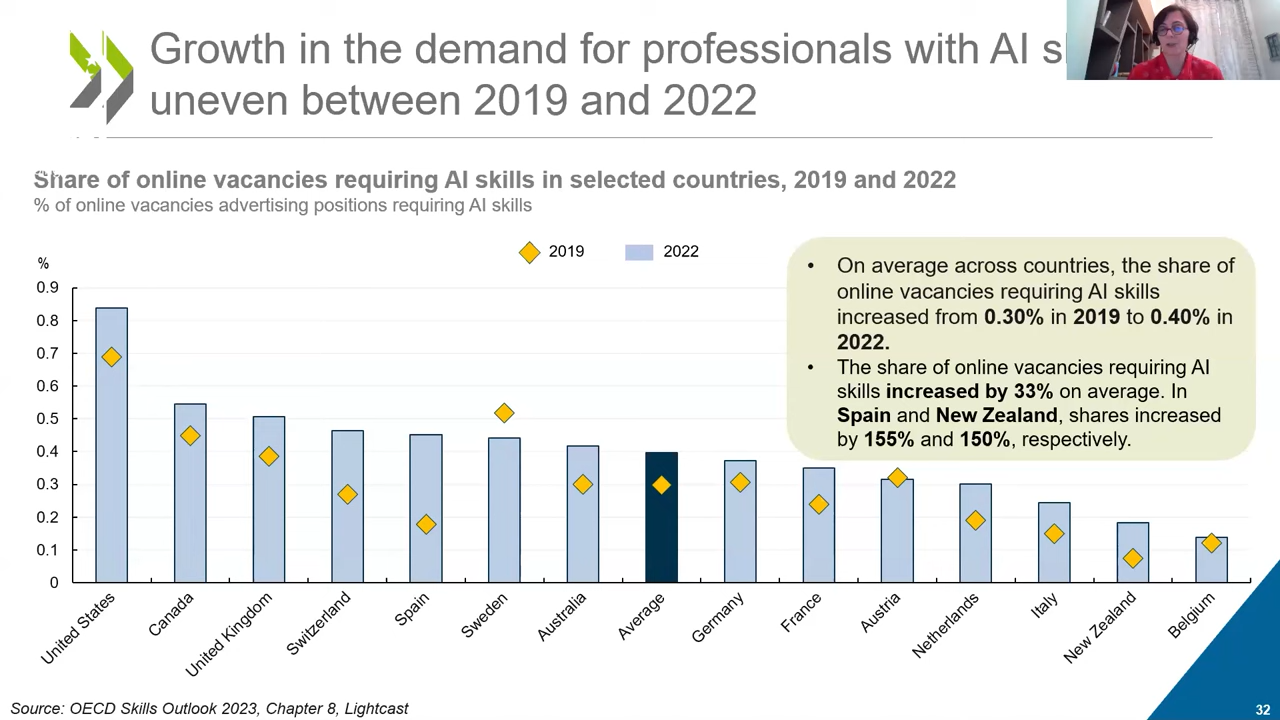 Growth in the demand for professionals with AI
uneven between 2019 and 2022
Share of online vacancies requiring AI skills in selected countries, 2019 and 2022
% of online vacancies advertising positions requiring AI skills
2019
2022
%
0.9
0.8
0.7
0.6
0.5
0.4
0.3
0.2
0.1
0
• On average across countries, the share of
online vacancies requiring AI skills
increased from 0.30% in 2019 to 0.40% in
2022.
• The share of online vacancies requiring AI
skills increased by 33% on average. In
Spain and New Zealand, shares increased
by 155% and 150%, respectively.
United States
Canada
United Kingdom
Switzerland
Spain
Sweden
Australia
Average
Germany
France
Austria
Netherlands
Italy
New Zealand
Belgium
Source: OECD Skills Outlook 2023, Chapter 8, Lightcast
32